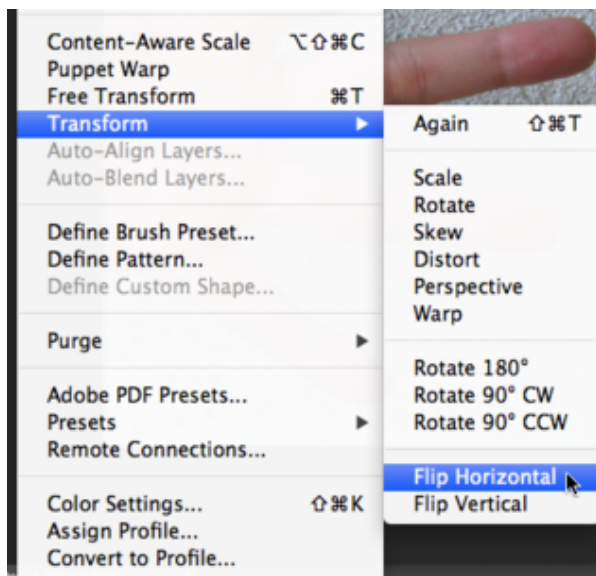 Content-Aware Scale ⌥⇧⌘C
Puppet Warp
Free Transform ⌘T
Transform ▶
Auto-Align Layers...
Auto-Blend Layers...
Define Brush Preset...
Define Pattern...
Define Custom Shape...
Purge ▶
Adobe PDF Presets...
Presets ▶
Remote Connections...
Color Settings... ⇧⌘K
Assign Profile...
Convert to Profile...
Again ⇧⌘T
Scale
Rotate
Skew
Distort
Perspective
Warp
Rotate 180°
Rotate 90° CW
Rotate 90° CCW
Flip Horizontal
Flip Vertical